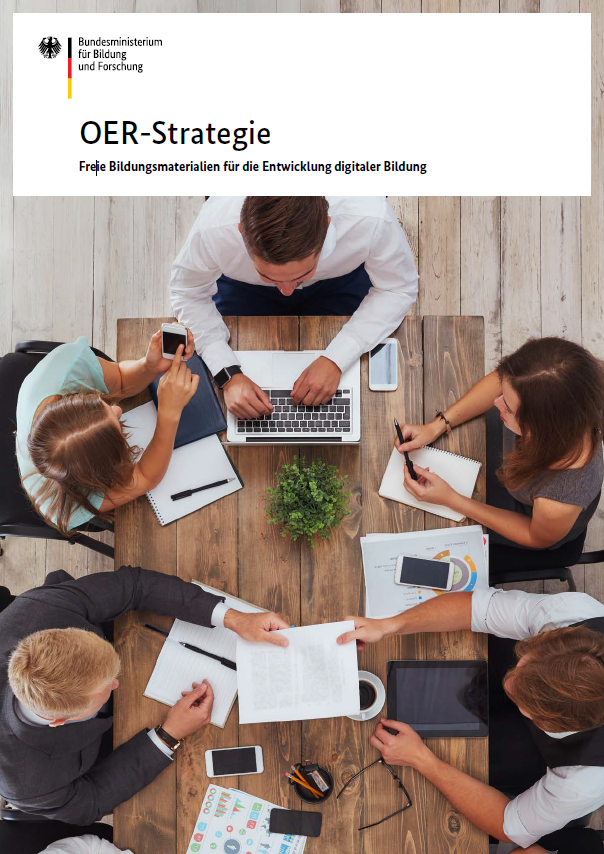 Bundesministerium
für Bildung
und Forschung
OER-Strategie
Freie Bildungsmaterialien für die Entwicklung digitaler Bildung